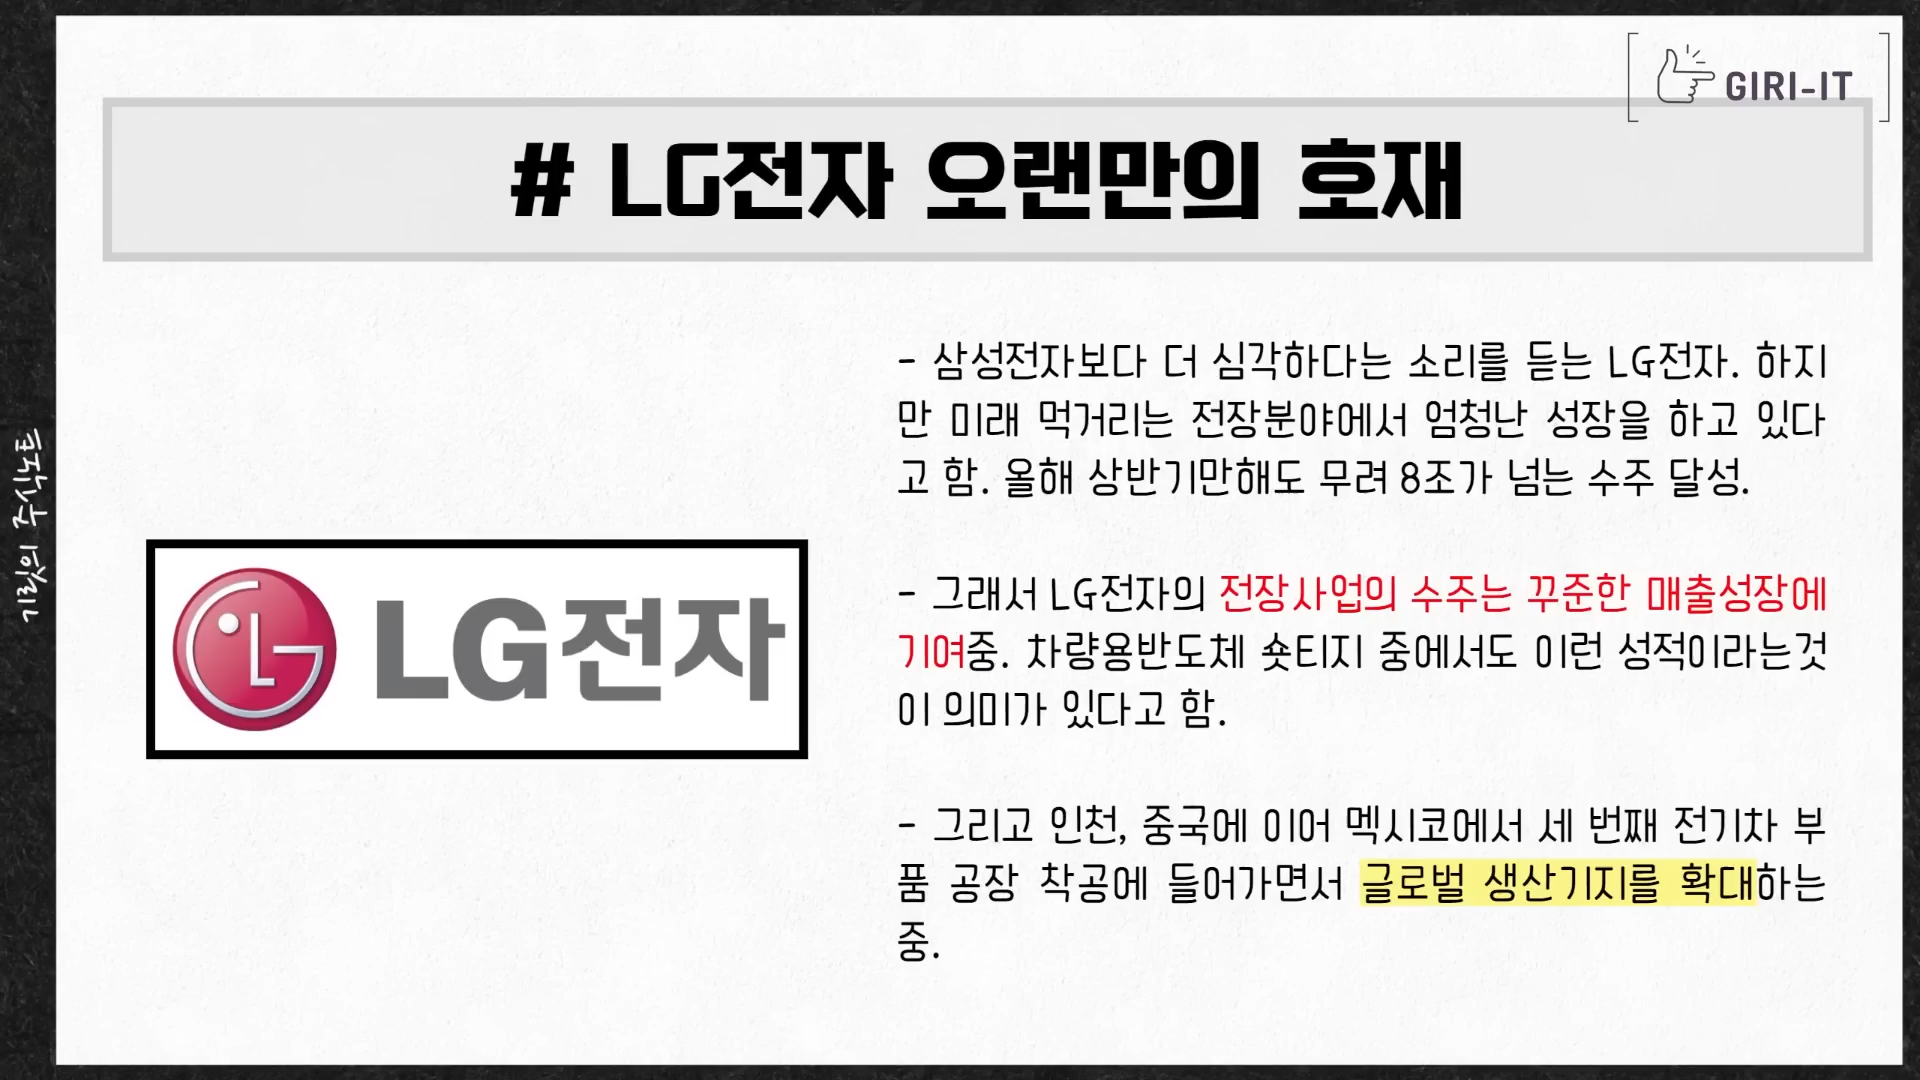 GIRI-IT
# LG전자 오랜만의 호재
- 삼성전자보다 더 심각하다는 소리를 듣는 LG전자. 하지
만 미래 먹거리는 전장분야에서 엄청난 성장을 하고 있다
고 함. 올해 상반기만해도 무려 8조가 넘는 수주 달성.
- 그래서 LG전자의 전장사업의 수주는 꾸준한 매출성장에
기여중. 차량용반도체 숏티지 중에서도 이런 성적이라는것
이 의미가 있다고 함.
- 그리고 인천, 중국에 이어 멕시코에서 세 번째 전기차 부
품 공장 착공에 들어가면서 글로벌 생산기지를 확대하는
중.
LG전자
기릿의 주식노트